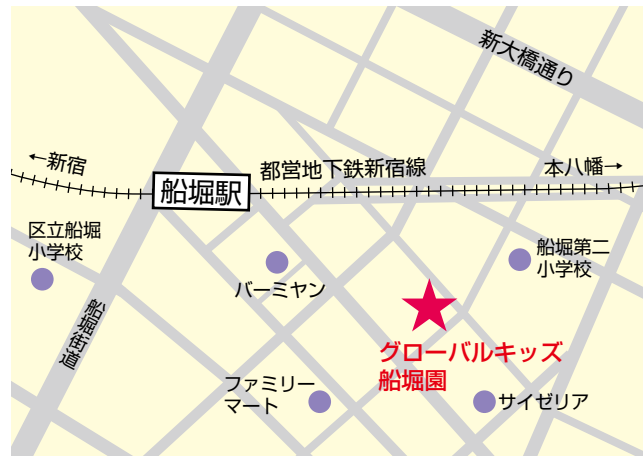 新大橋通り
←新宿
都営地下鉄新宿線
本八幡→
船堀駅
区立船堀
小学校
船堀第二
小学校
バーミヤン
船堀街道
グローバルキッズ
船堀園
ファミリー
マート
サイゼリア